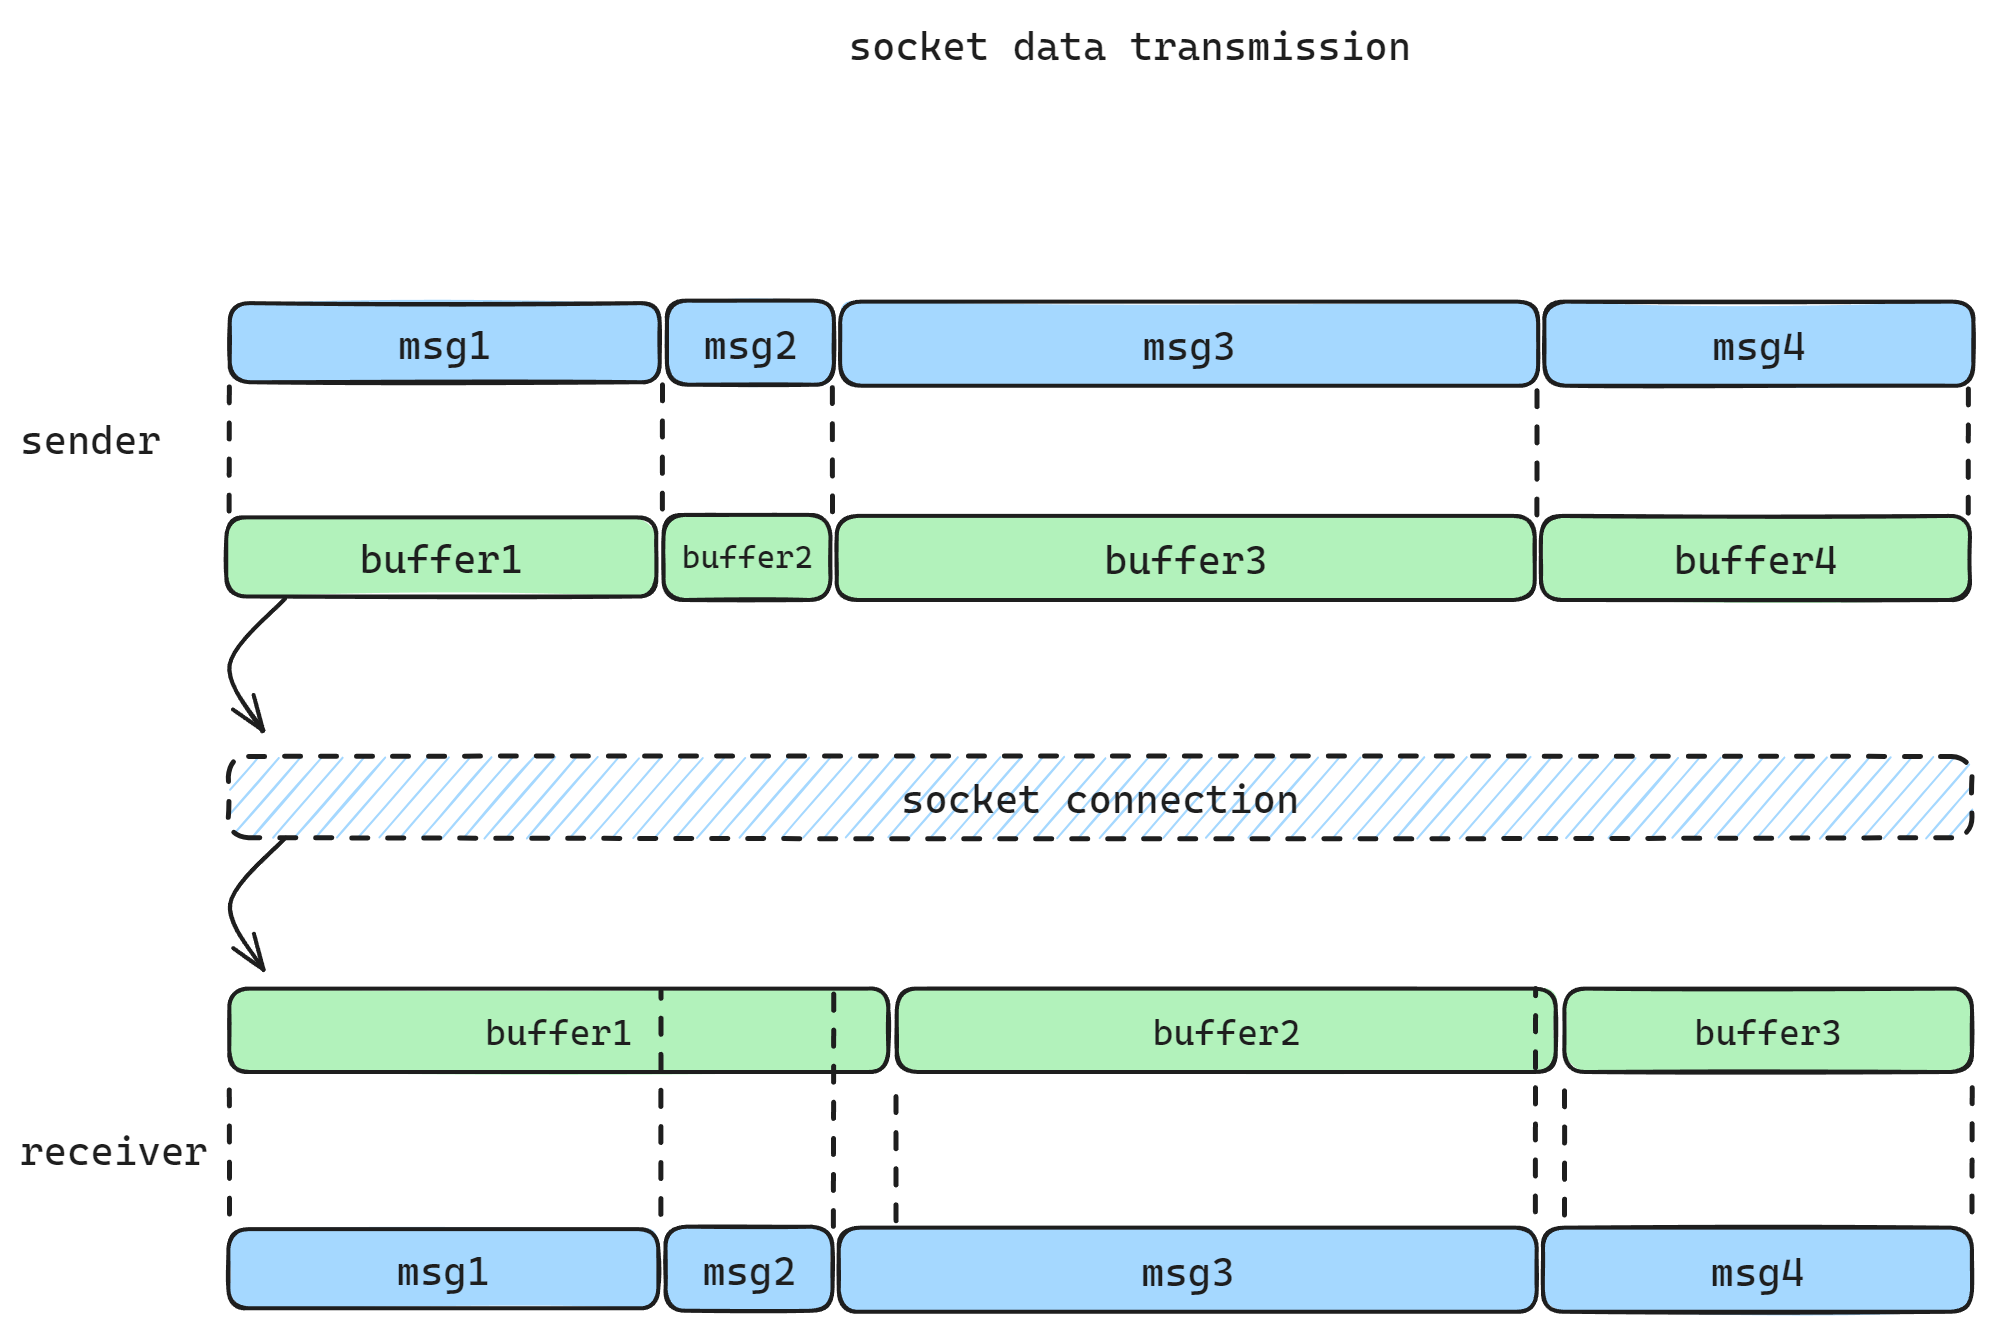 socket data transmission
msg1
msg2
msg3
msg4
sender
buffer1
buffer2
buffer3
buffer4
socket connection
buffer1
buffer2
buffer3
receiver
msg1
msg2
msg3
msg4